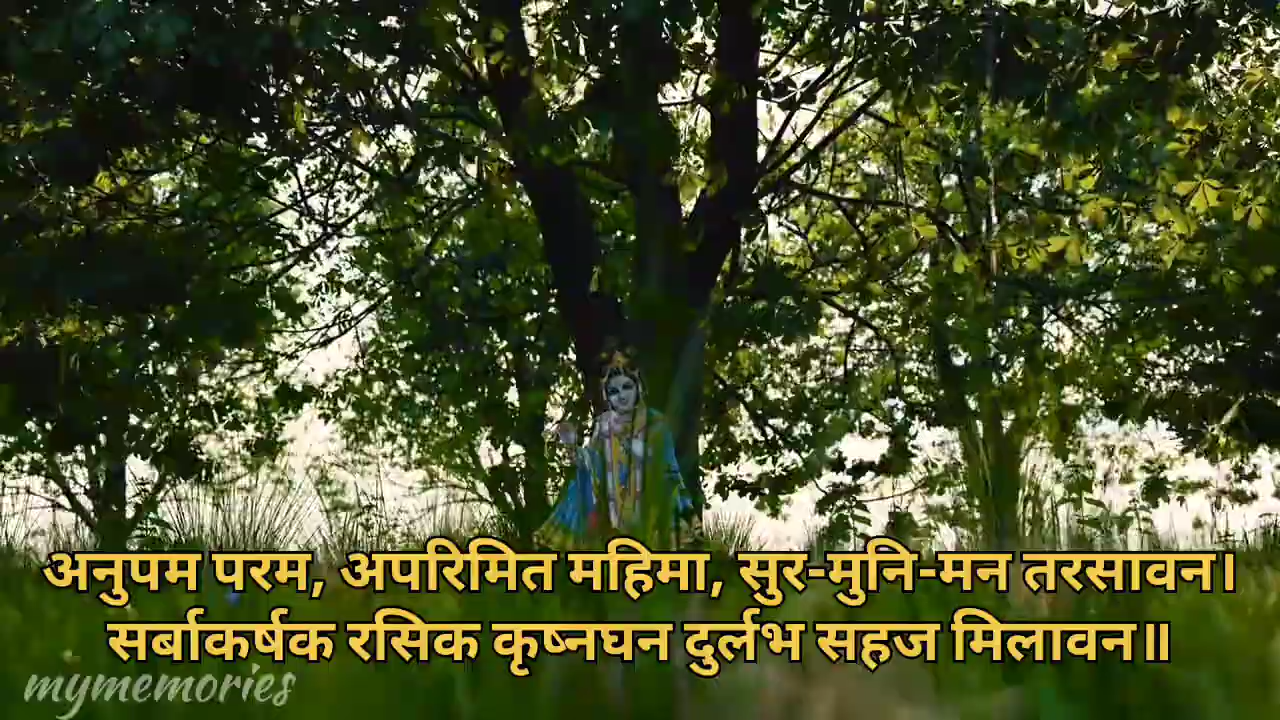 अनुपम परम, अपरिमित महिमा, सुर-मुनि-मन तरसावन।
सर्बाकर्षक रसिक कृष्नघन दुर्लभ सहज मिलावन॥
mymemories